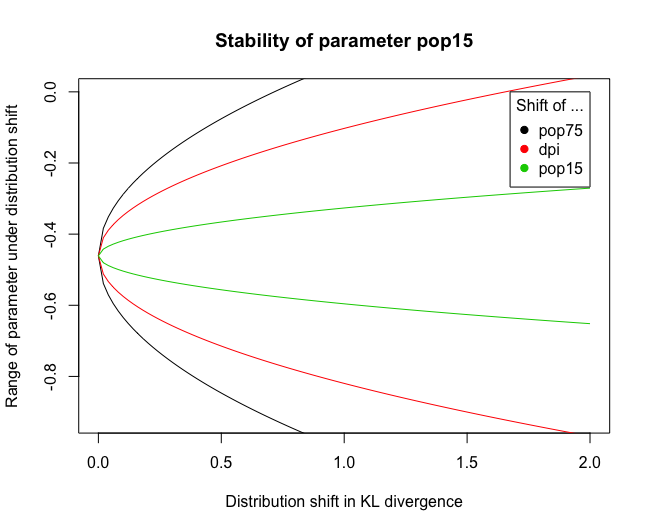 Stability of parameter pop15
Range of parameter under distribution shift
0.0
-0.2
-0.4
-0.6
-0.8
Shift of ...
pop75
dpi
pop15
0.0
0.5
1.0
1.5
2.0
Distribution shift in KL divergence